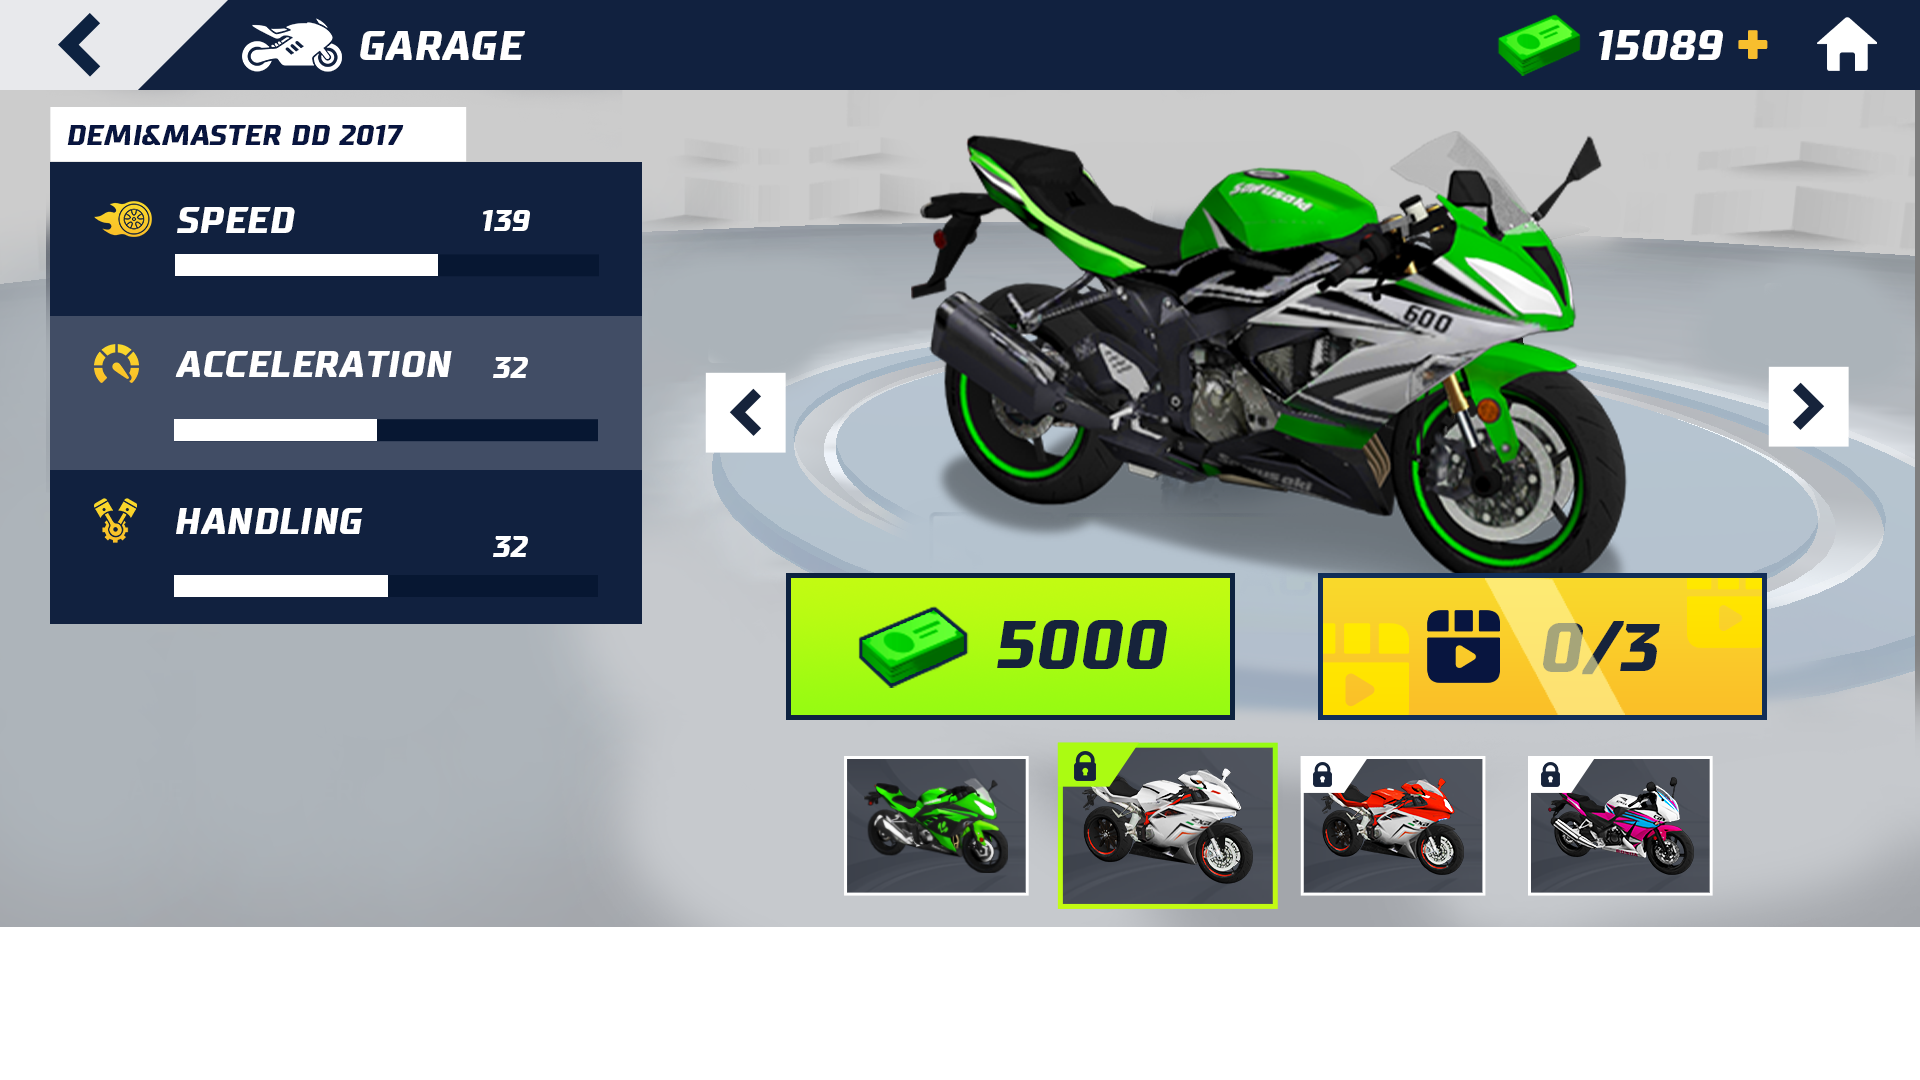 GARAGE
15089 +
DEMI&MASTER DD 2017
SPEED
139
ACCELERATION
32
HANDLING
32
600
5000
0/3